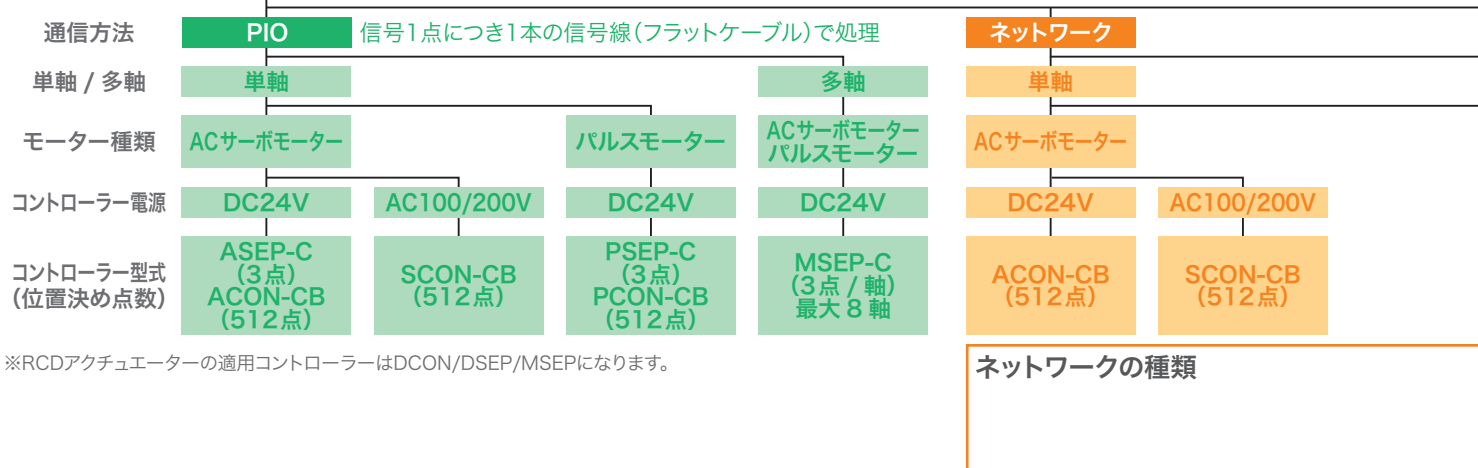 通信方法
PIO
信号1点につき1本の信号線(フラットケーブル)で処理
ネットワーク
単軸 / 多軸
単軸
多軸
単軸
モーター種類
ACサーボモーター
パルスモーター
ACサーボモーター
パルスモーター
ACサーボモーター
コントローラー電源
DC24V
AC100/200V
DC24V
DC24V
DC24V
AC100/200V
コントローラー型式
(位置決め点数)
ASEP-C
(3点)
ACON-CB
(512点)
SCON-CB
(512点)
PSEP-C
(3点)
PCON-CB
(512点)
MSEP-C
(3点 / 軸)
最大 8 軸
ACON-CB
(512点)
SCON-CB
(512点)
※RCDアクチュエーターの適用コントローラーはDCON/DSEP/MSEPになります。
ネットワークの種類